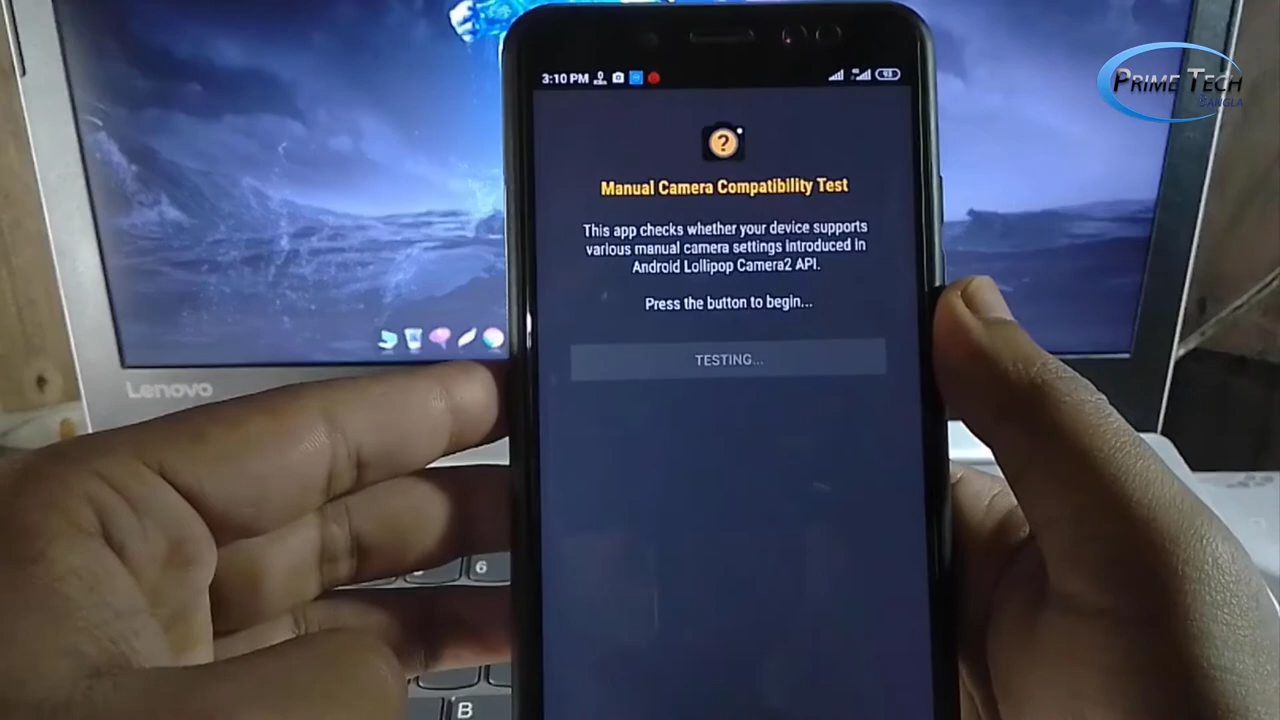 3:10 PM
93
PRIME TECH
BANGLA
Manual Camera Compatibility Test
This app checks whether your device supports
various manual camera settings introduced in
Android Lollipop Camera2 API.
Press the button to begin...
TESTING...
Lenovo
6
B